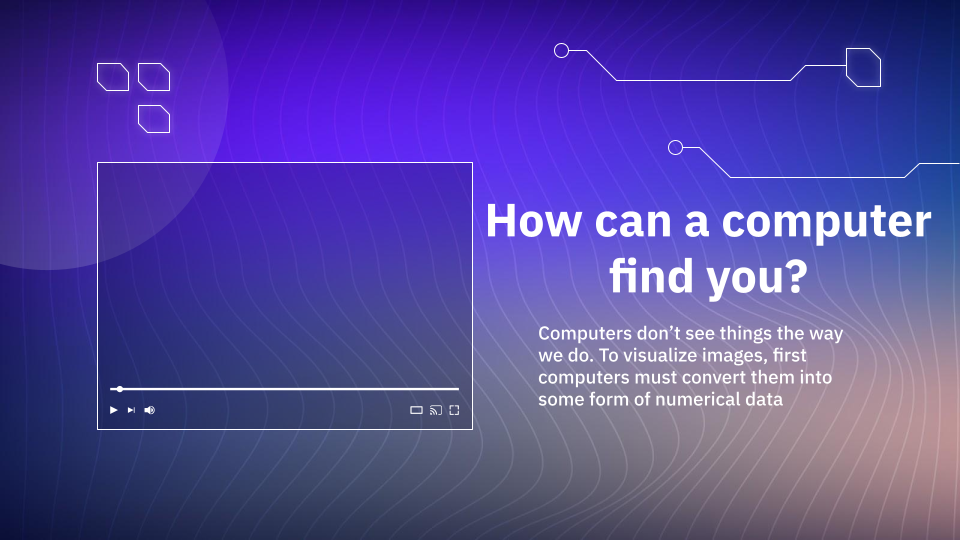 How can a computer
find you?
Computers don’t see things the way
we do. To visualize images, first
computers must convert them into
some form of numerical data